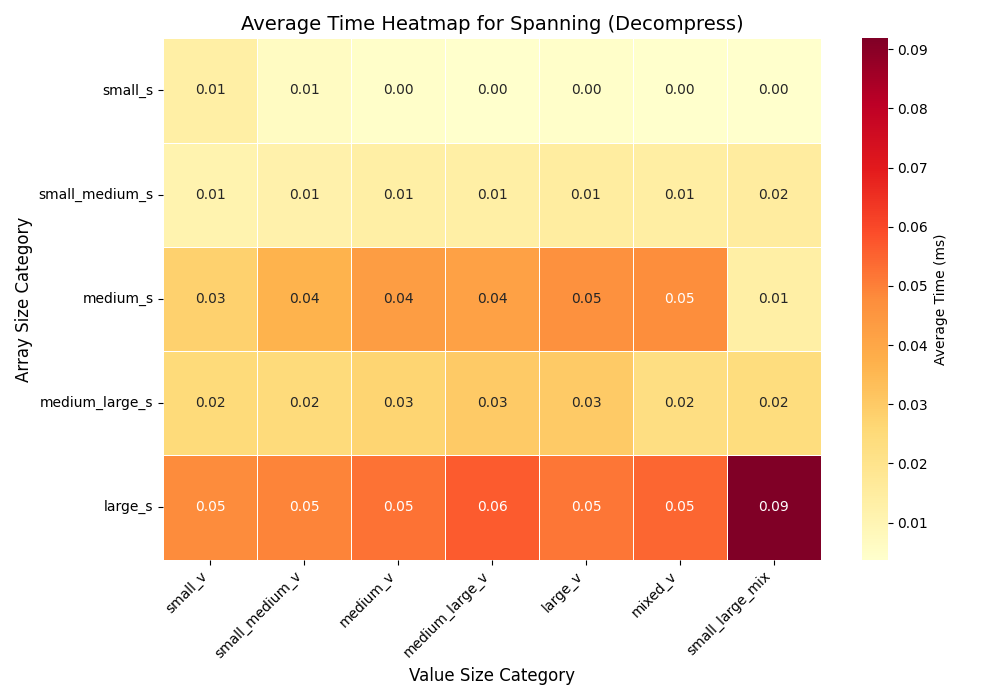 Average Time Heatmap for Spanning (Decompress)
Array Size Category
small_s 0.01 0.01 0.00 0.00 0.00 0.00 0.00
small_medium_s 0.01 0.01 0.01 0.01 0.01 0.01 0.02
medium_s 0.03 0.04 0.04 0.04 0.05 0.05 0.01
medium_large_s 0.02 0.02 0.03 0.03 0.03 0.02 0.02
large_s 0.05 0.05 0.05 0.06 0.05 0.05 0.09
small_v
small_medium_v
medium_v
medium_large_v
large_v
mixed_v
small_large_mix
Value Size Category
0.09
0.08
0.07
0.06
0.05
0.04
0.03
0.02
0.01
Average Time (ms)